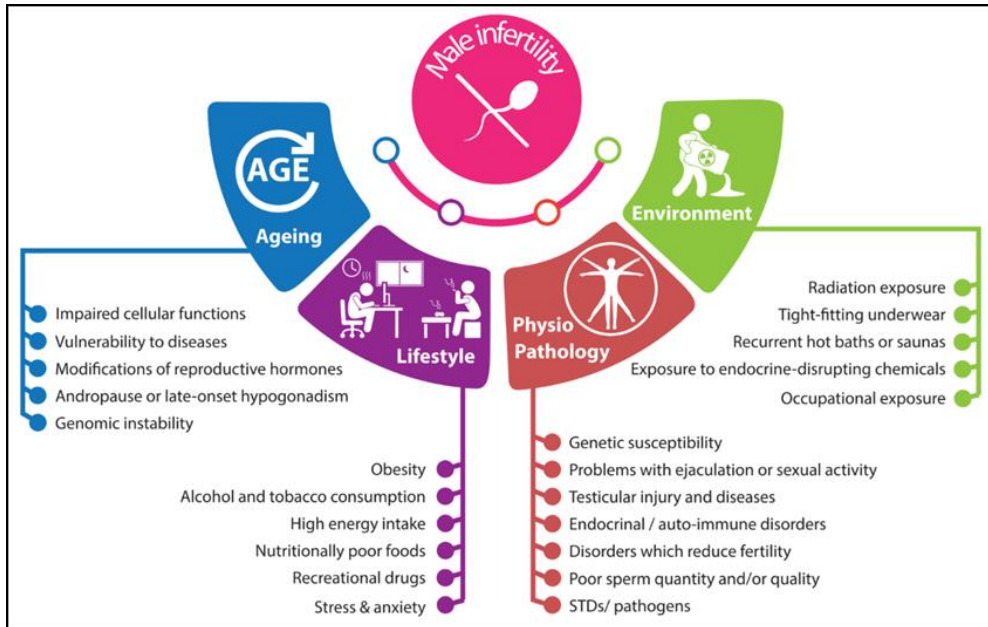 Male infertility
AGE
Ageing
Impaired cellular functions
Vulnerability to diseases
Modifications of reproductive hormones
Andropause or late-onset hypogonadism
Genomic instability
Lifestyle
Obesity
Alcohol and tobacco consumption
High energy intake
Nutritionally poor foods
Recreational drugs
Stress & anxiety
Physio
Pathology
Genetic susceptibility
Problems with ejaculation or sexual activity
Testicular injury and diseases
Endocrinal / auto-immune disorders
Disorders which reduce fertility
Poor sperm quantity and/or quality
STDs/ pathogens
Environment
Radiation exposure
Tight-fitting underwear
Recurrent hot baths or saunas
Exposure to endocrine-disrupting chemicals
Occupational exposure